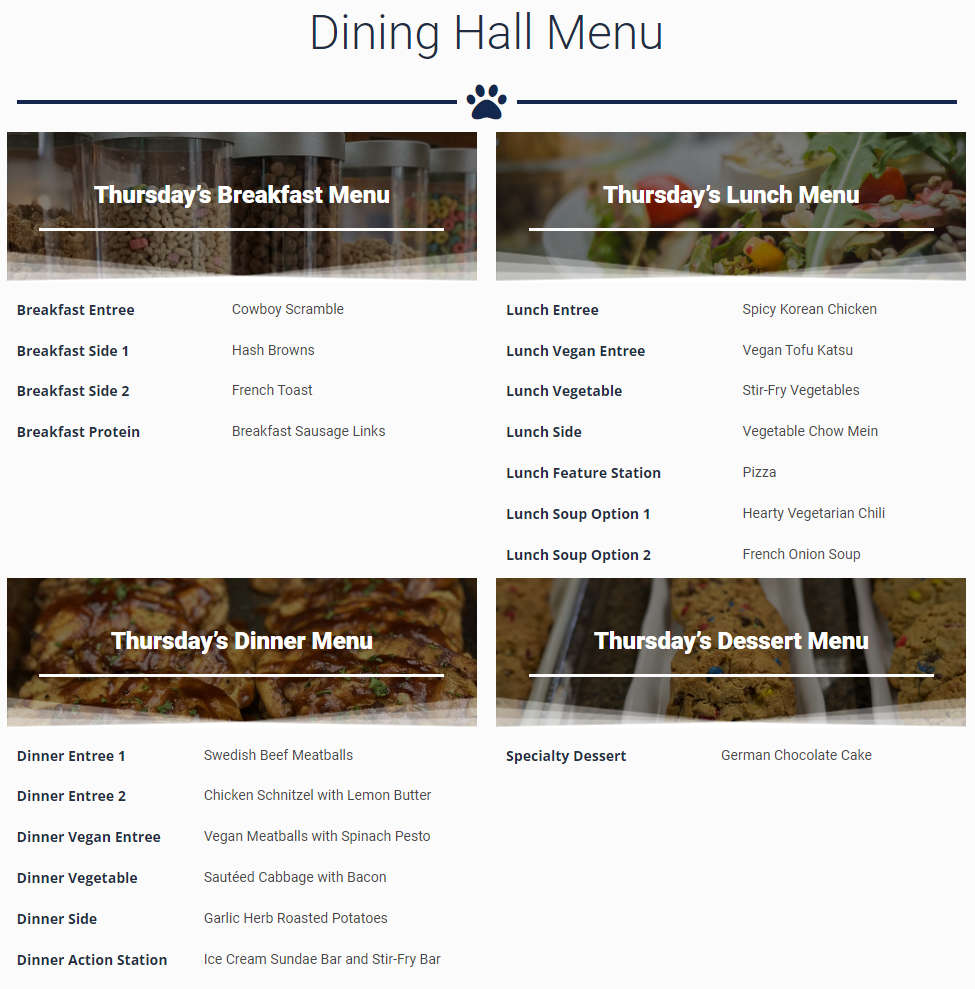 Dining Hall Menu
Thursday’s Breakfast Menu
Breakfast Entree Cowboy Scramble
Breakfast Side 1 Hash Browns
Breakfast Side 2 French Toast
Breakfast Protein Breakfast Sausage Links
Thursday’s Lunch Menu
Lunch Entree Spicy Korean Chicken
Lunch Vegan Entree Vegan Tofu Katsu
Lunch Vegetable Stir-Fry Vegetables
Lunch Side Vegetable Chow Mein
Lunch Feature Station Pizza
Lunch Soup Option 1 Hearty Vegetarian Chili
Lunch Soup Option 2 French Onion Soup
Thursday’s Dinner Menu
Dinner Entree 1 Swedish Beef Meatballs
Dinner Entree 2 Chicken Schnitzel with Lemon Butter
Dinner Vegan Entree Vegan Meatballs with Spinach Pesto
Dinner Vegetable Sautéed Cabbage with Bacon
Dinner Side Garlic Herb Roasted Potatoes
Dinner Action Station Ice Cream Sundae Bar and Stir-Fry Bar
Thursday’s Dessert Menu
Specialty Dessert German Chocolate Cake